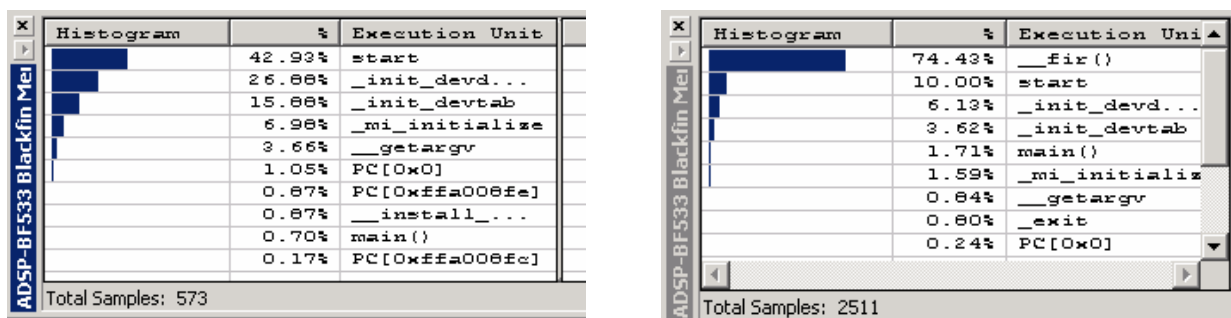 Histogram % Execution Unit
42.93% start
26.88% _init_devd...
15.88% _init_devtab
6.98% _mi_initialize
3.66% __getargv
1.05% PC[0x0]
0.87% PC[0xffa008fe]
0.87% __install_...
0.70% main()
0.17% PC[0xffa008fc]
Total Samples: 573
ADSP-BF533 Blackfin Mei
Histogram % Execution Uni
74.43% __fir()
10.00% start
6.13% _init_devd...
3.62% _init_devtab
1.71% main()
1.59% _mi_initializ
0.84% __getargv
0.80% _exit
0.24% PC[0x0]
Total Samples: 2511
ADSP-BF533 Blackfin Mei